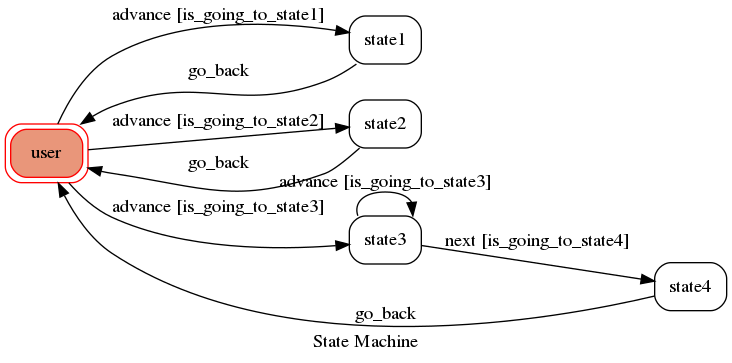 advance [is_going_to_state1]
state1
go_back
advance [is_going_to_state2]
state2
user
go_back
advance [is_going_to_state3]
advance [is_going_to_state3]
state3
next [is_going_to_state4]
state4
go_back
State Machine